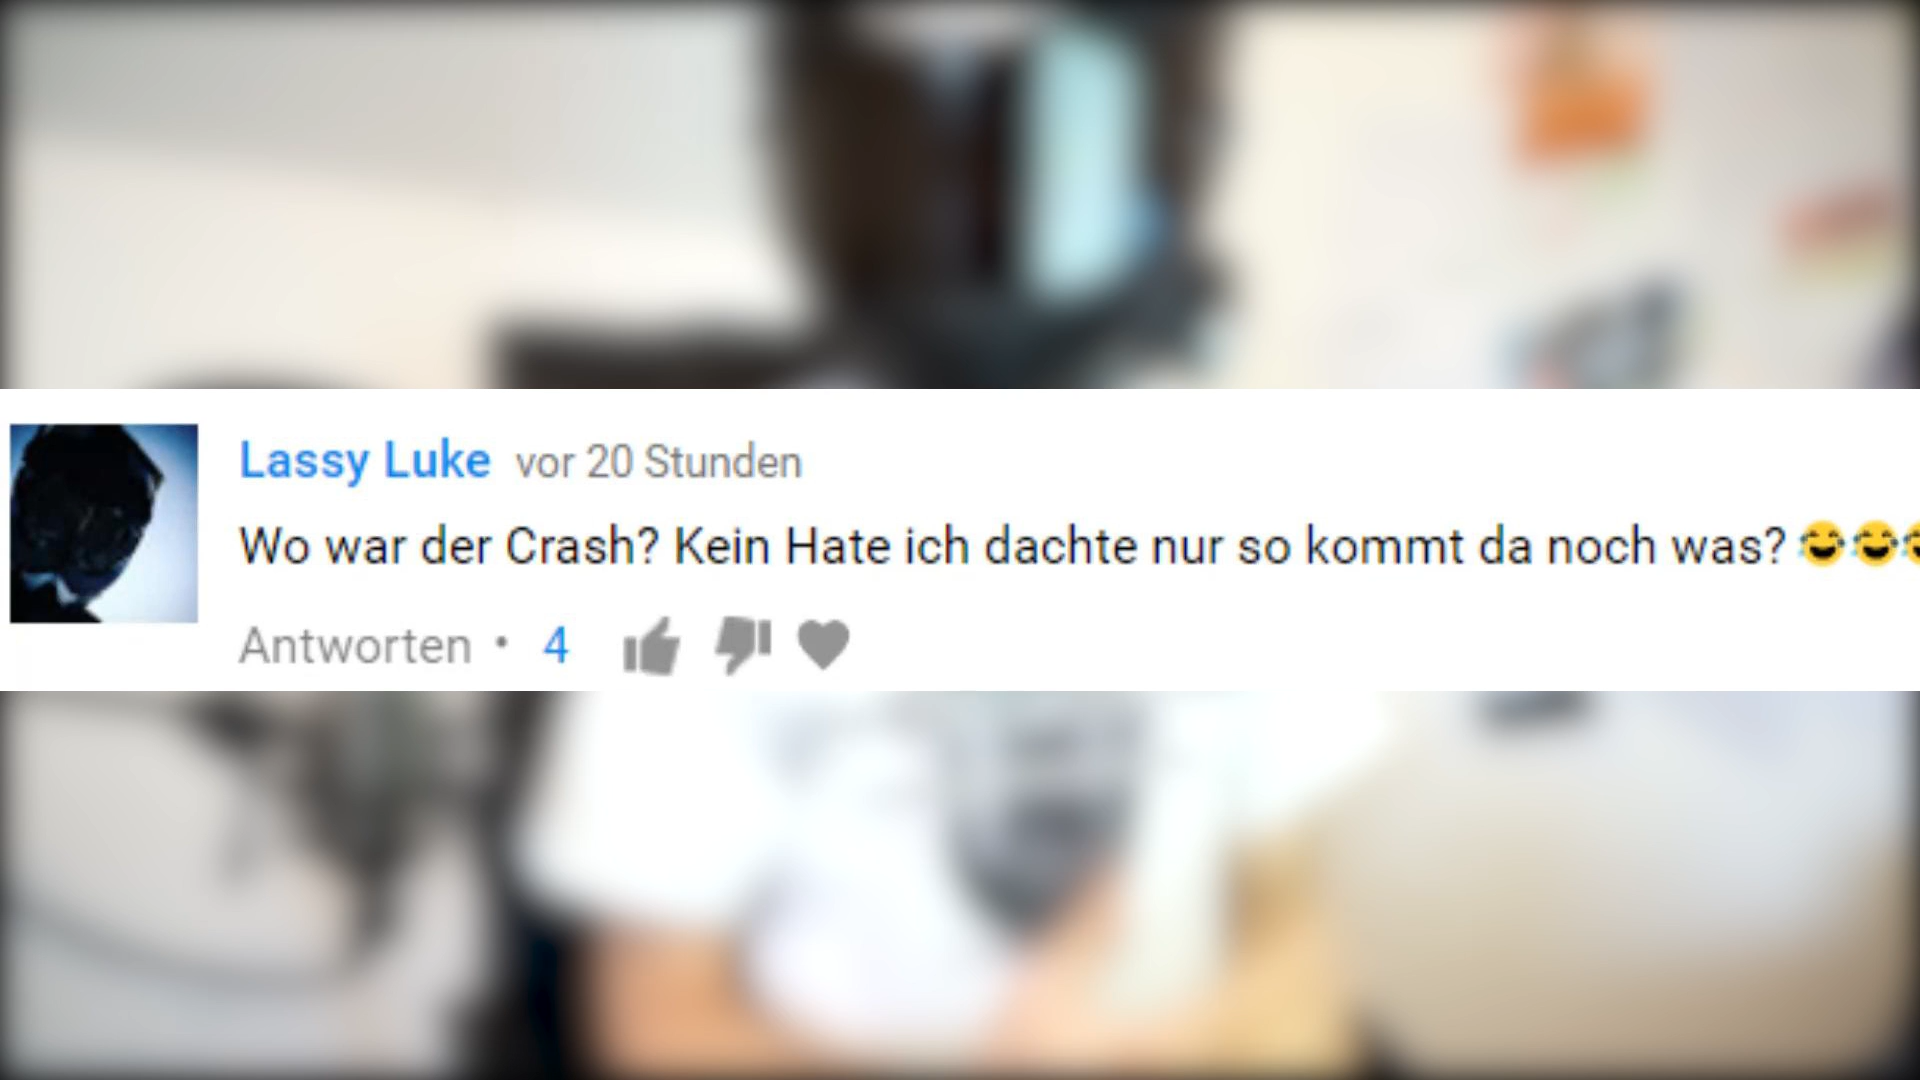 Lassy Luke vor 20 Stunden
Wo war der Crash? Kein Hate ich dachte nur so kommt da noch was? 😂😂😂
Antworten • 4